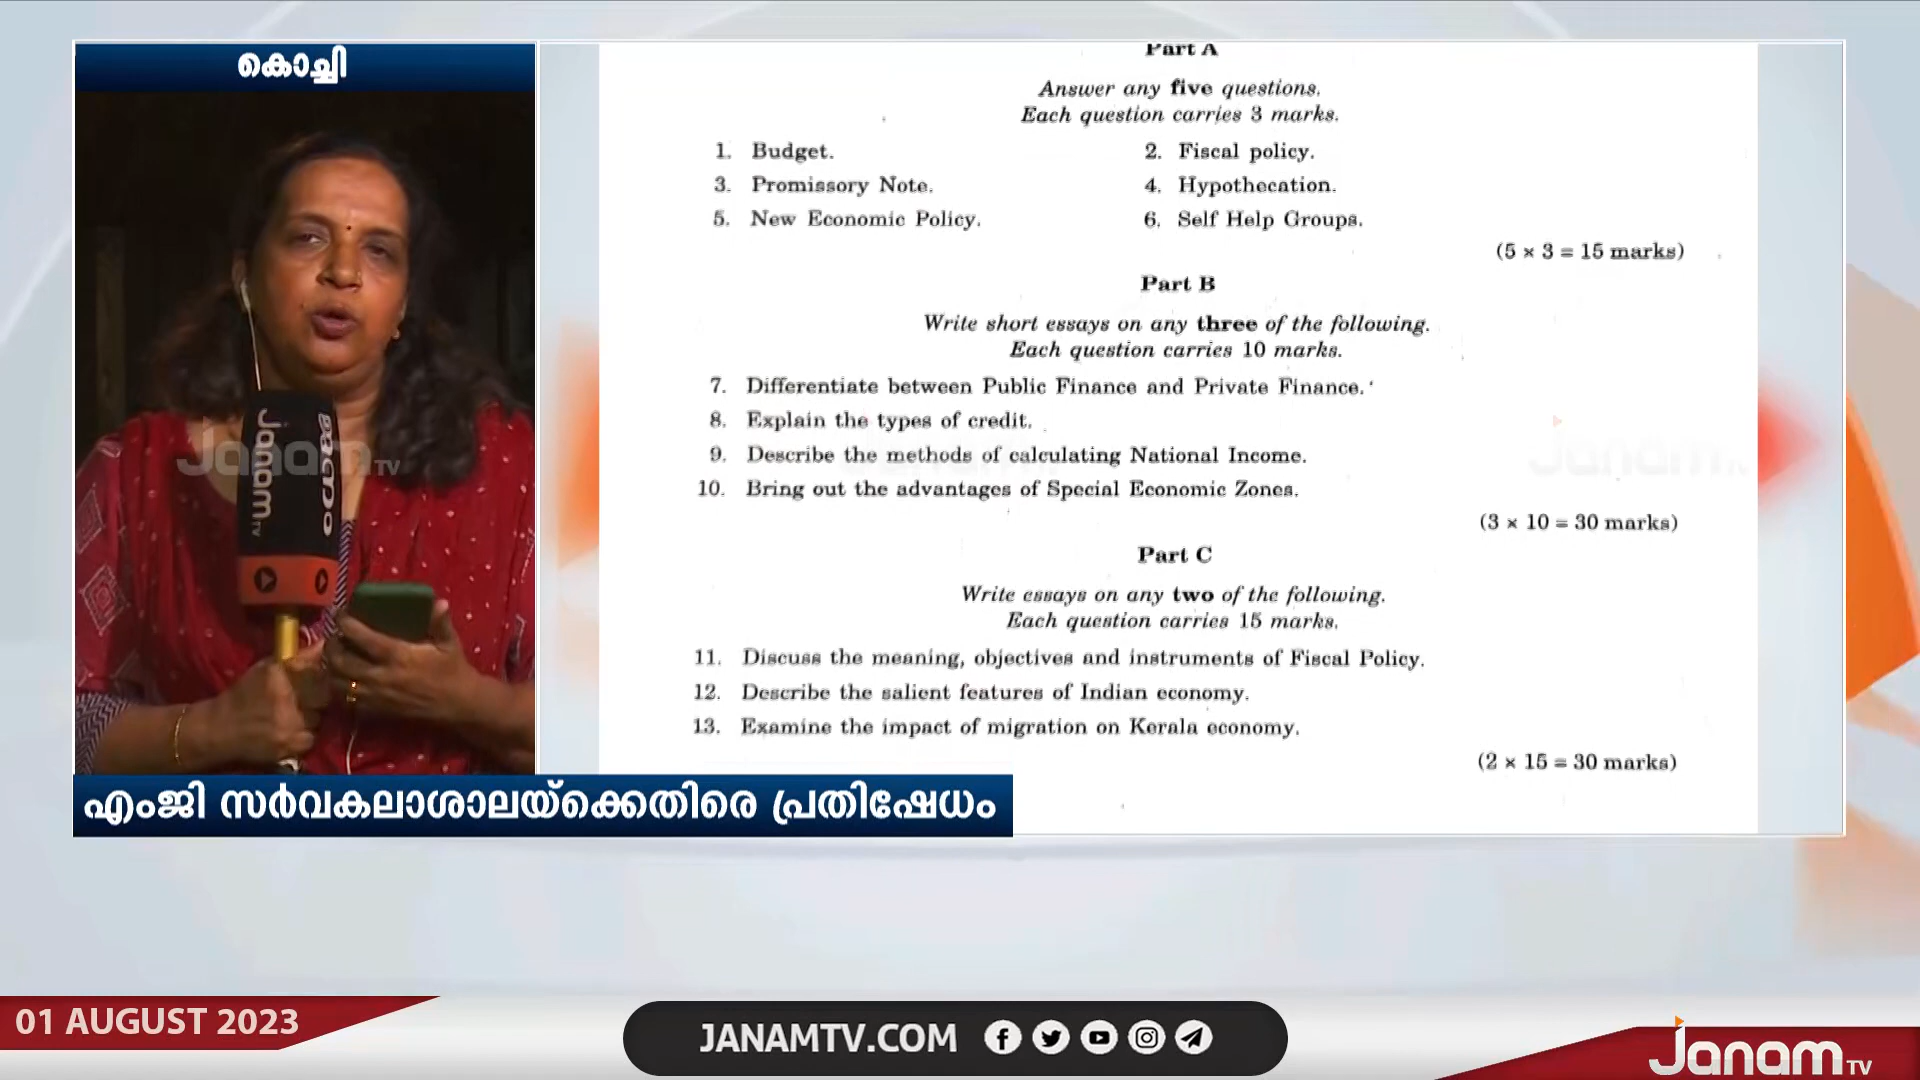 കൊച്ചി
Part A
Answer any five questions.
Each question carries 3 marks.
1. Budget.
2. Fiscal policy.
3. Promissory Note.
4. Hypothecation.
5. New Economic Policy.
6. Self Help Groups.
(5 × 3 = 15 marks)
Part B
Write short essays on any three of the following.
Each question carries 10 marks.
7. Differentiate between Public Finance and Private Finance.
8. Explain the types of credit.
9. Describe the methods of calculating National Income.
10. Bring out the advantages of Special Economic Zones.
(3 × 10 = 30 marks)
Part C
Write essays on any two of the following.
Each question carries 15 marks.
11. Discuss the meaning, objectives and instruments of Fiscal Policy.
12. Describe the salient features of Indian economy.
13. Examine the impact of migration on Kerala economy.
(2 × 15 = 30 marks)
Janam TV
Janam TV
ജനം
Janam
എംജി സർവകലാശാലയ്ക്കെതിരെ പ്രതിഷേധം
01 AUGUST 2023
JANAMTV.COM
Janam TV